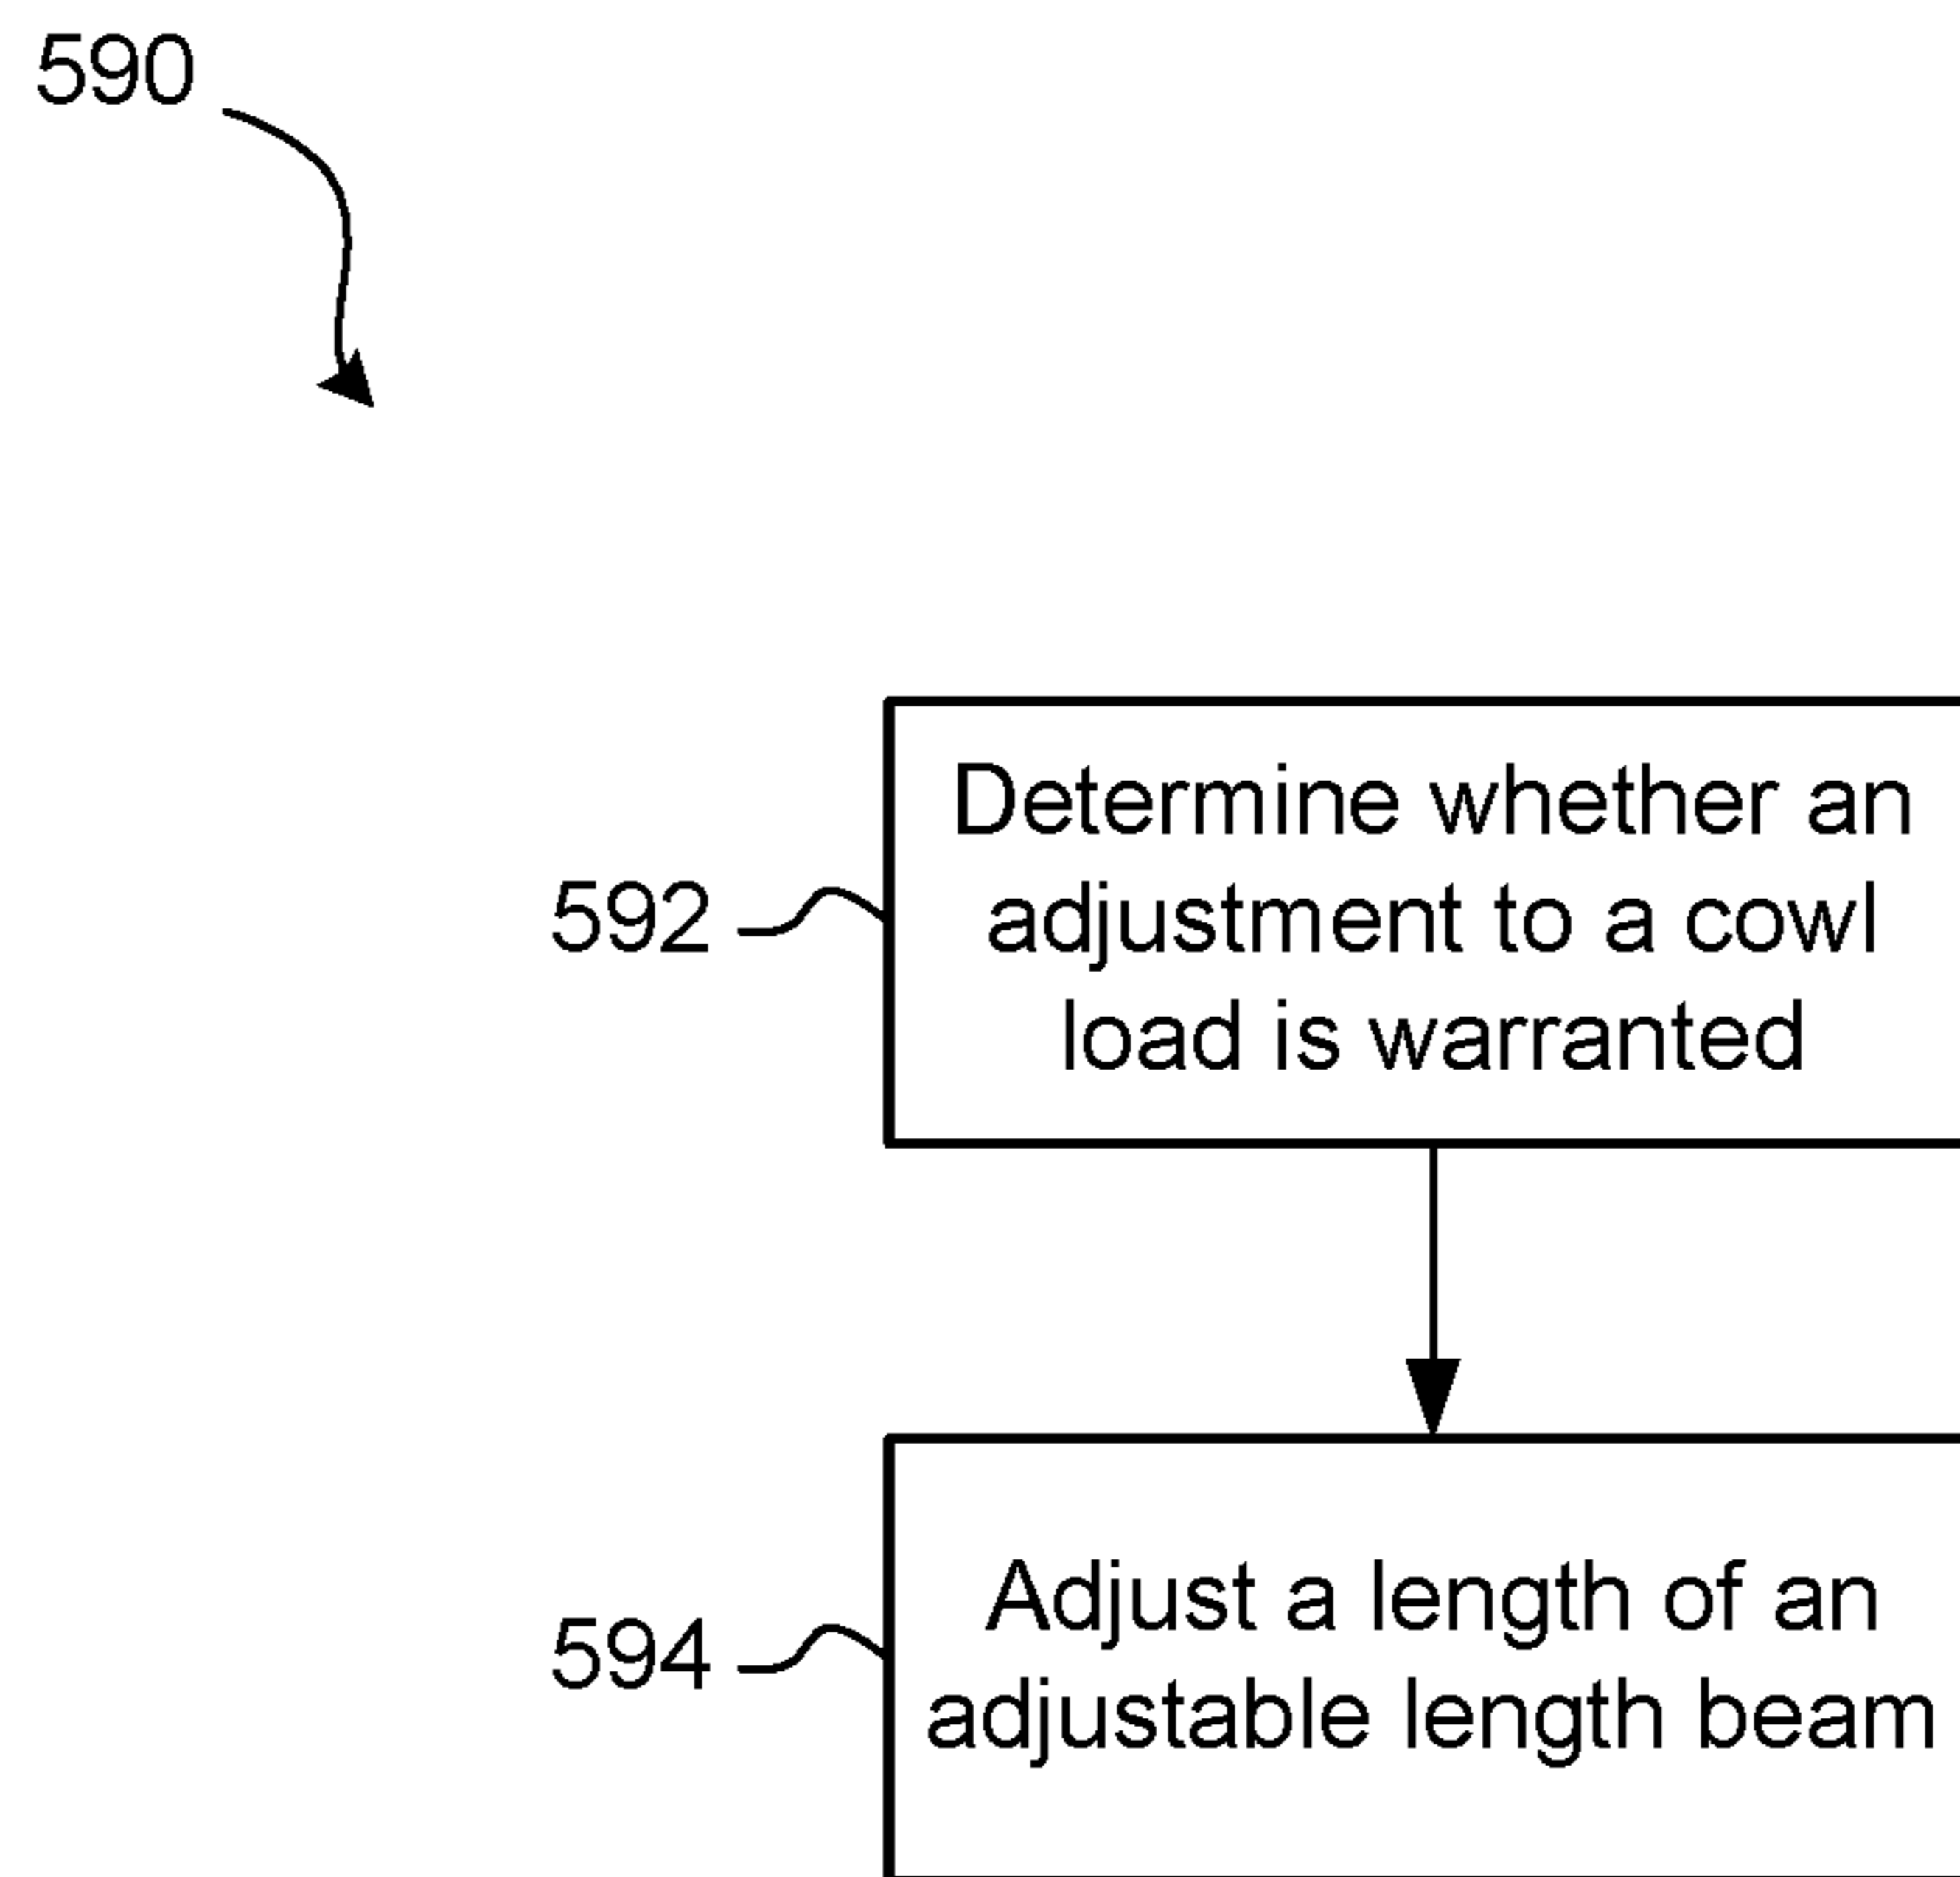 590
592
Determine whether an
adjustment to a cowl
load is warranted
594
Adjust a length of an
adjustable length beam